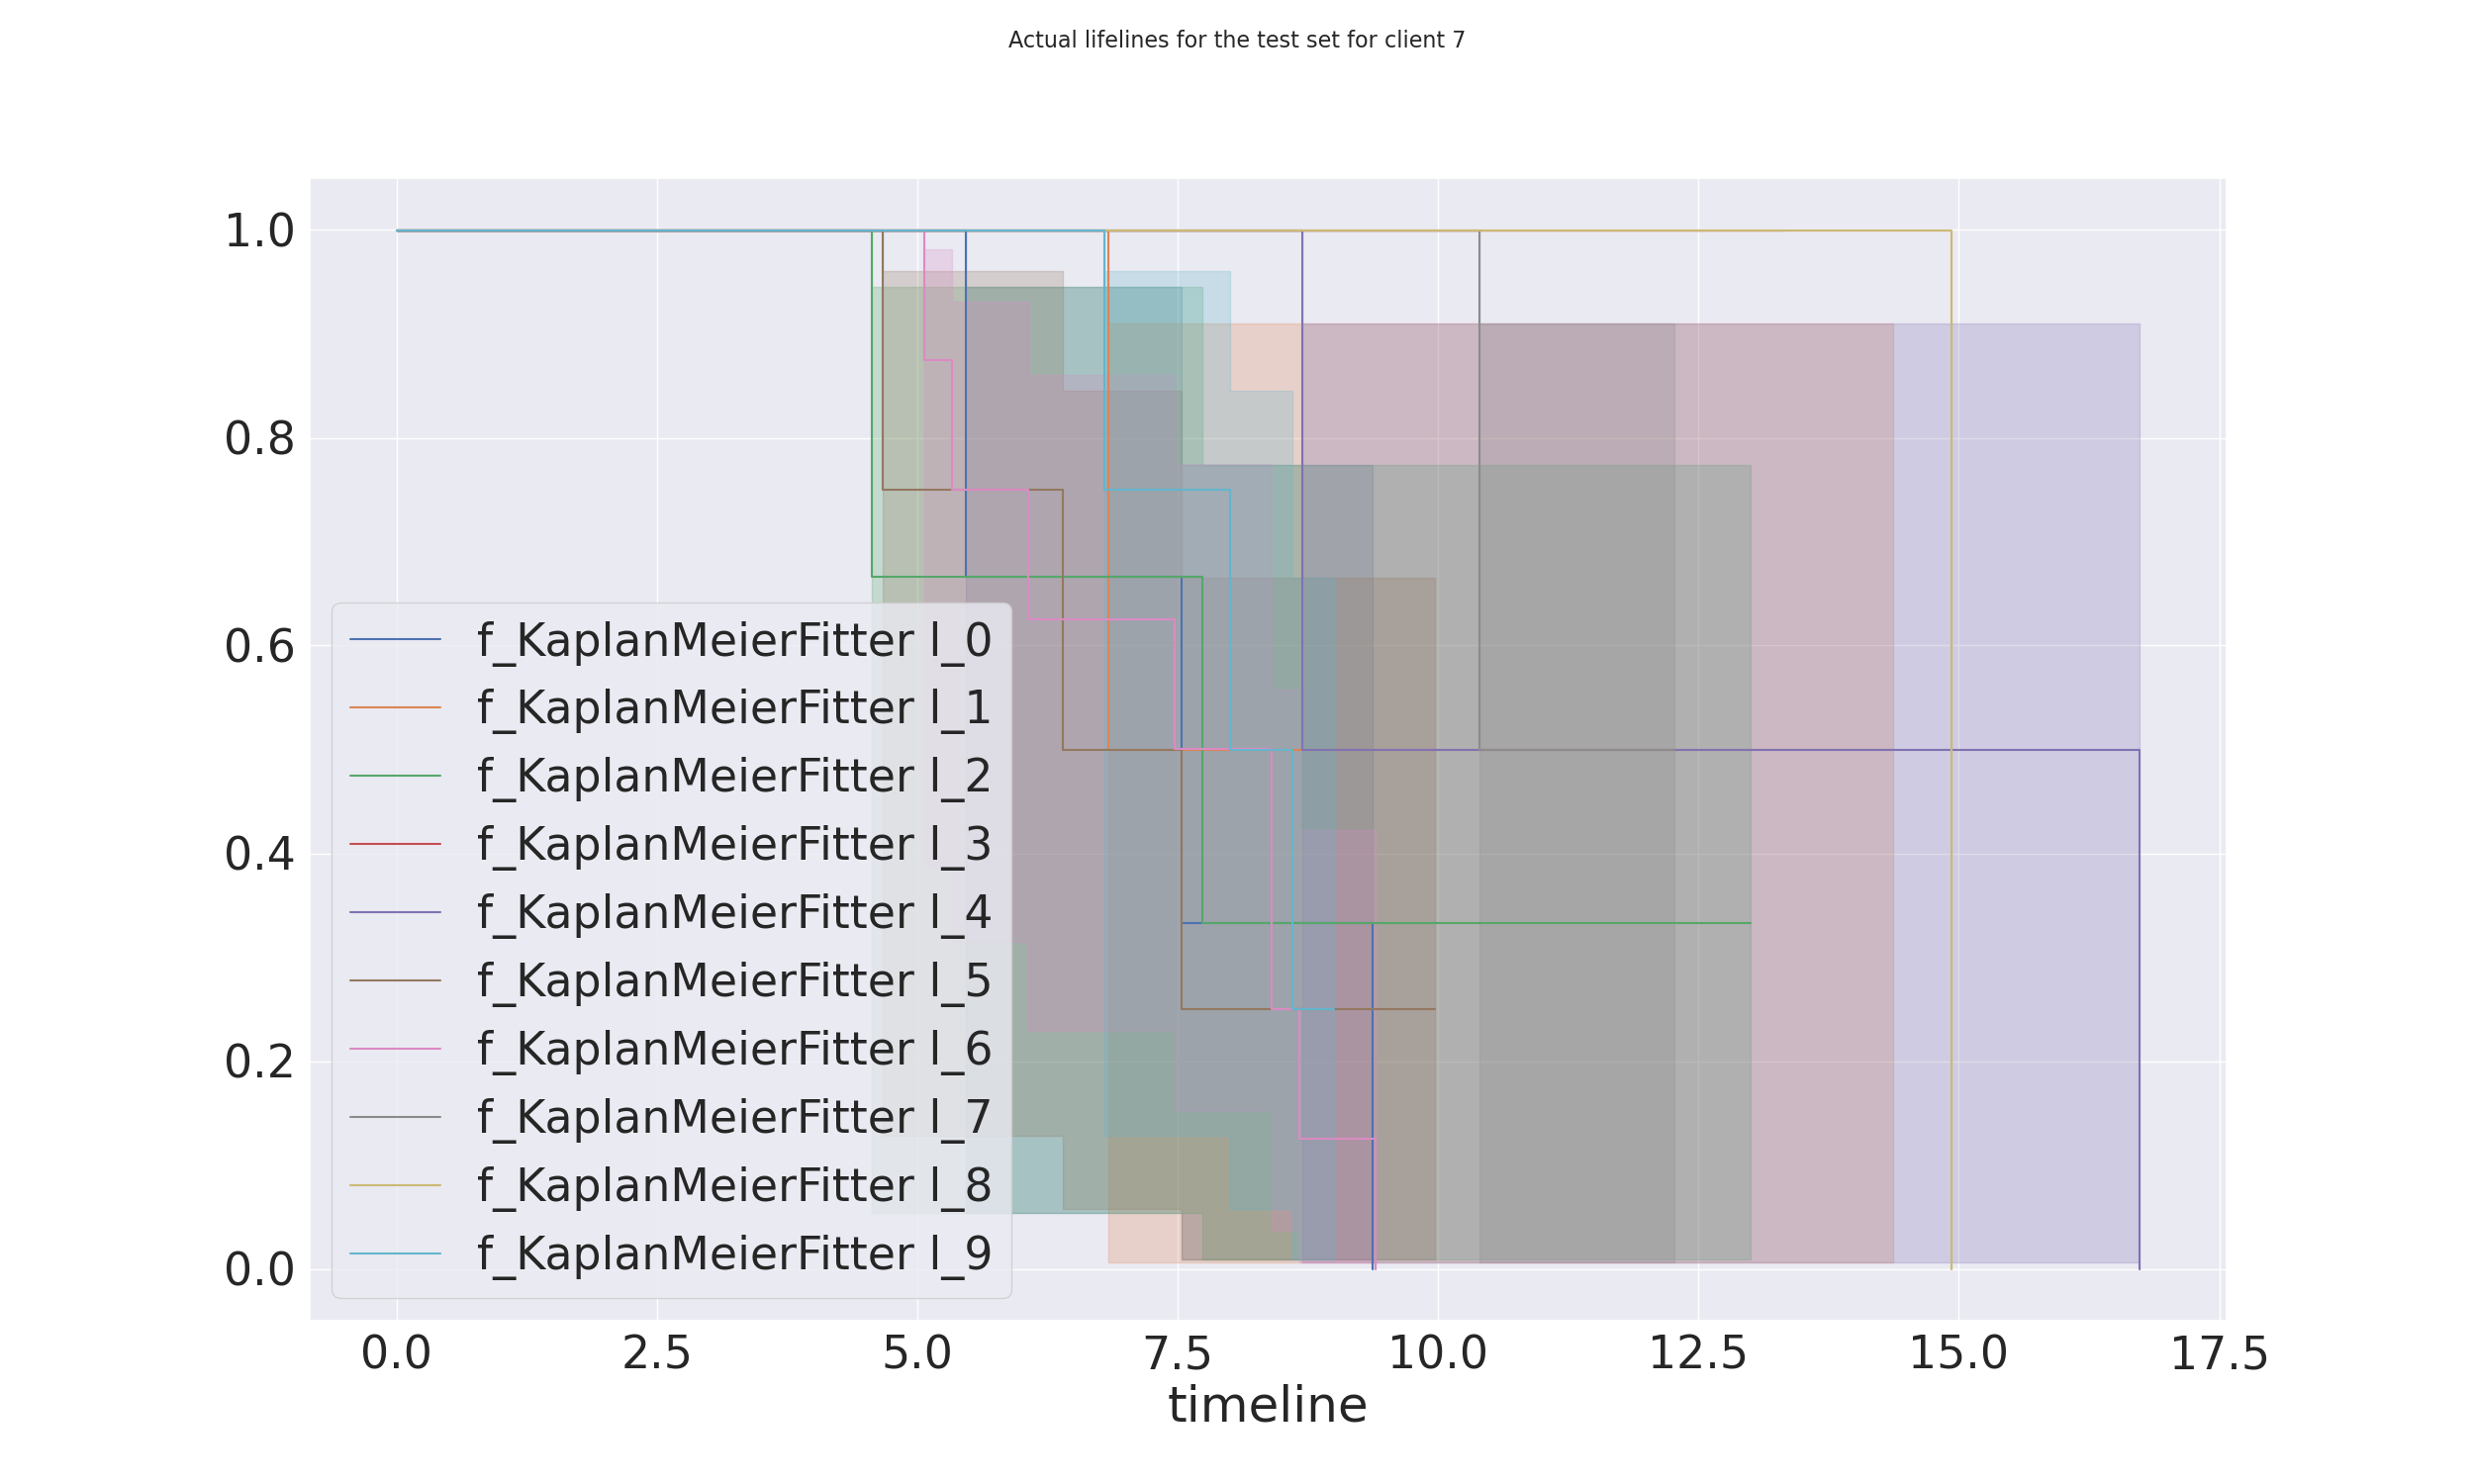 Actual lifelines for the test set for client 7
1.0
0.8
0.6
0.4
0.2
0.0
f_KaplanMeierFitter l_0
f_KaplanMeierFitter l_1
f_KaplanMeierFitter l_2
f_KaplanMeierFitter l_3
f_KaplanMeierFitter l_4
f_KaplanMeierFitter l_5
f_KaplanMeierFitter l_6
f_KaplanMeierFitter l_7
f_KaplanMeierFitter l_8
f_KaplanMeierFitter l_9
0.0 2.5 5.0 7.5 10.0 12.5 15.0 17.5
timeline